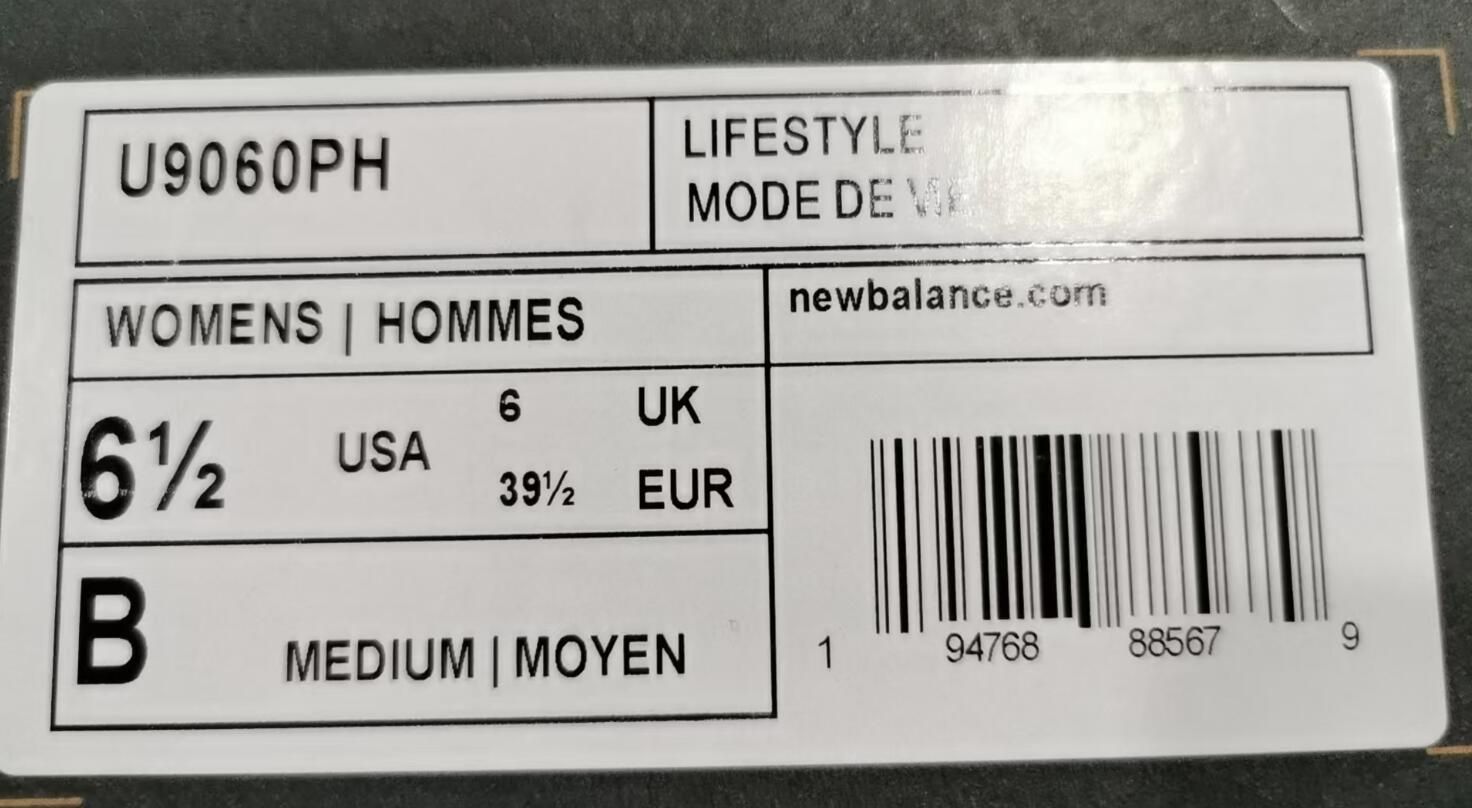 U9060PH
LIFESTYLE
MODE DE VIE
WOMENS | HOMMES
newbalance.com
6½ USA
6 UK
39½ EUR
B
MEDIUM | MOYEN
1 94768 88567 9